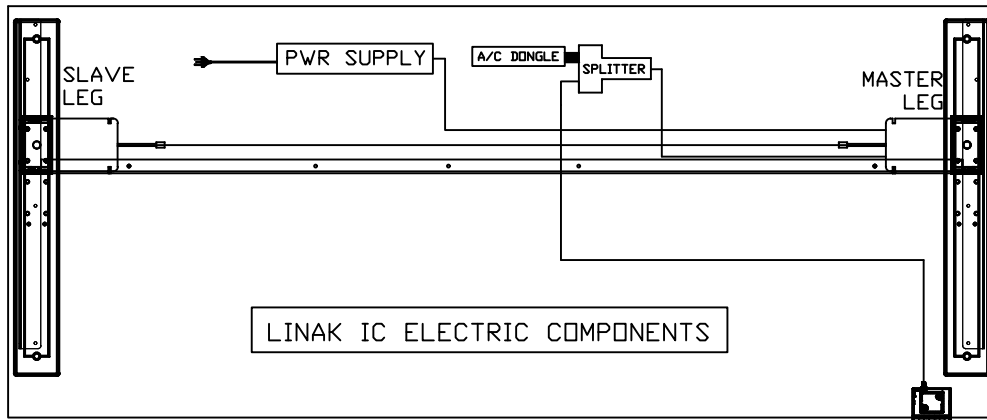 PWR SUPPLY
A/C DONGLE
SPLITTER
SLAVE
LEG
MASTER
LEG
LINAK IC ELECTRIC COMPONENTS